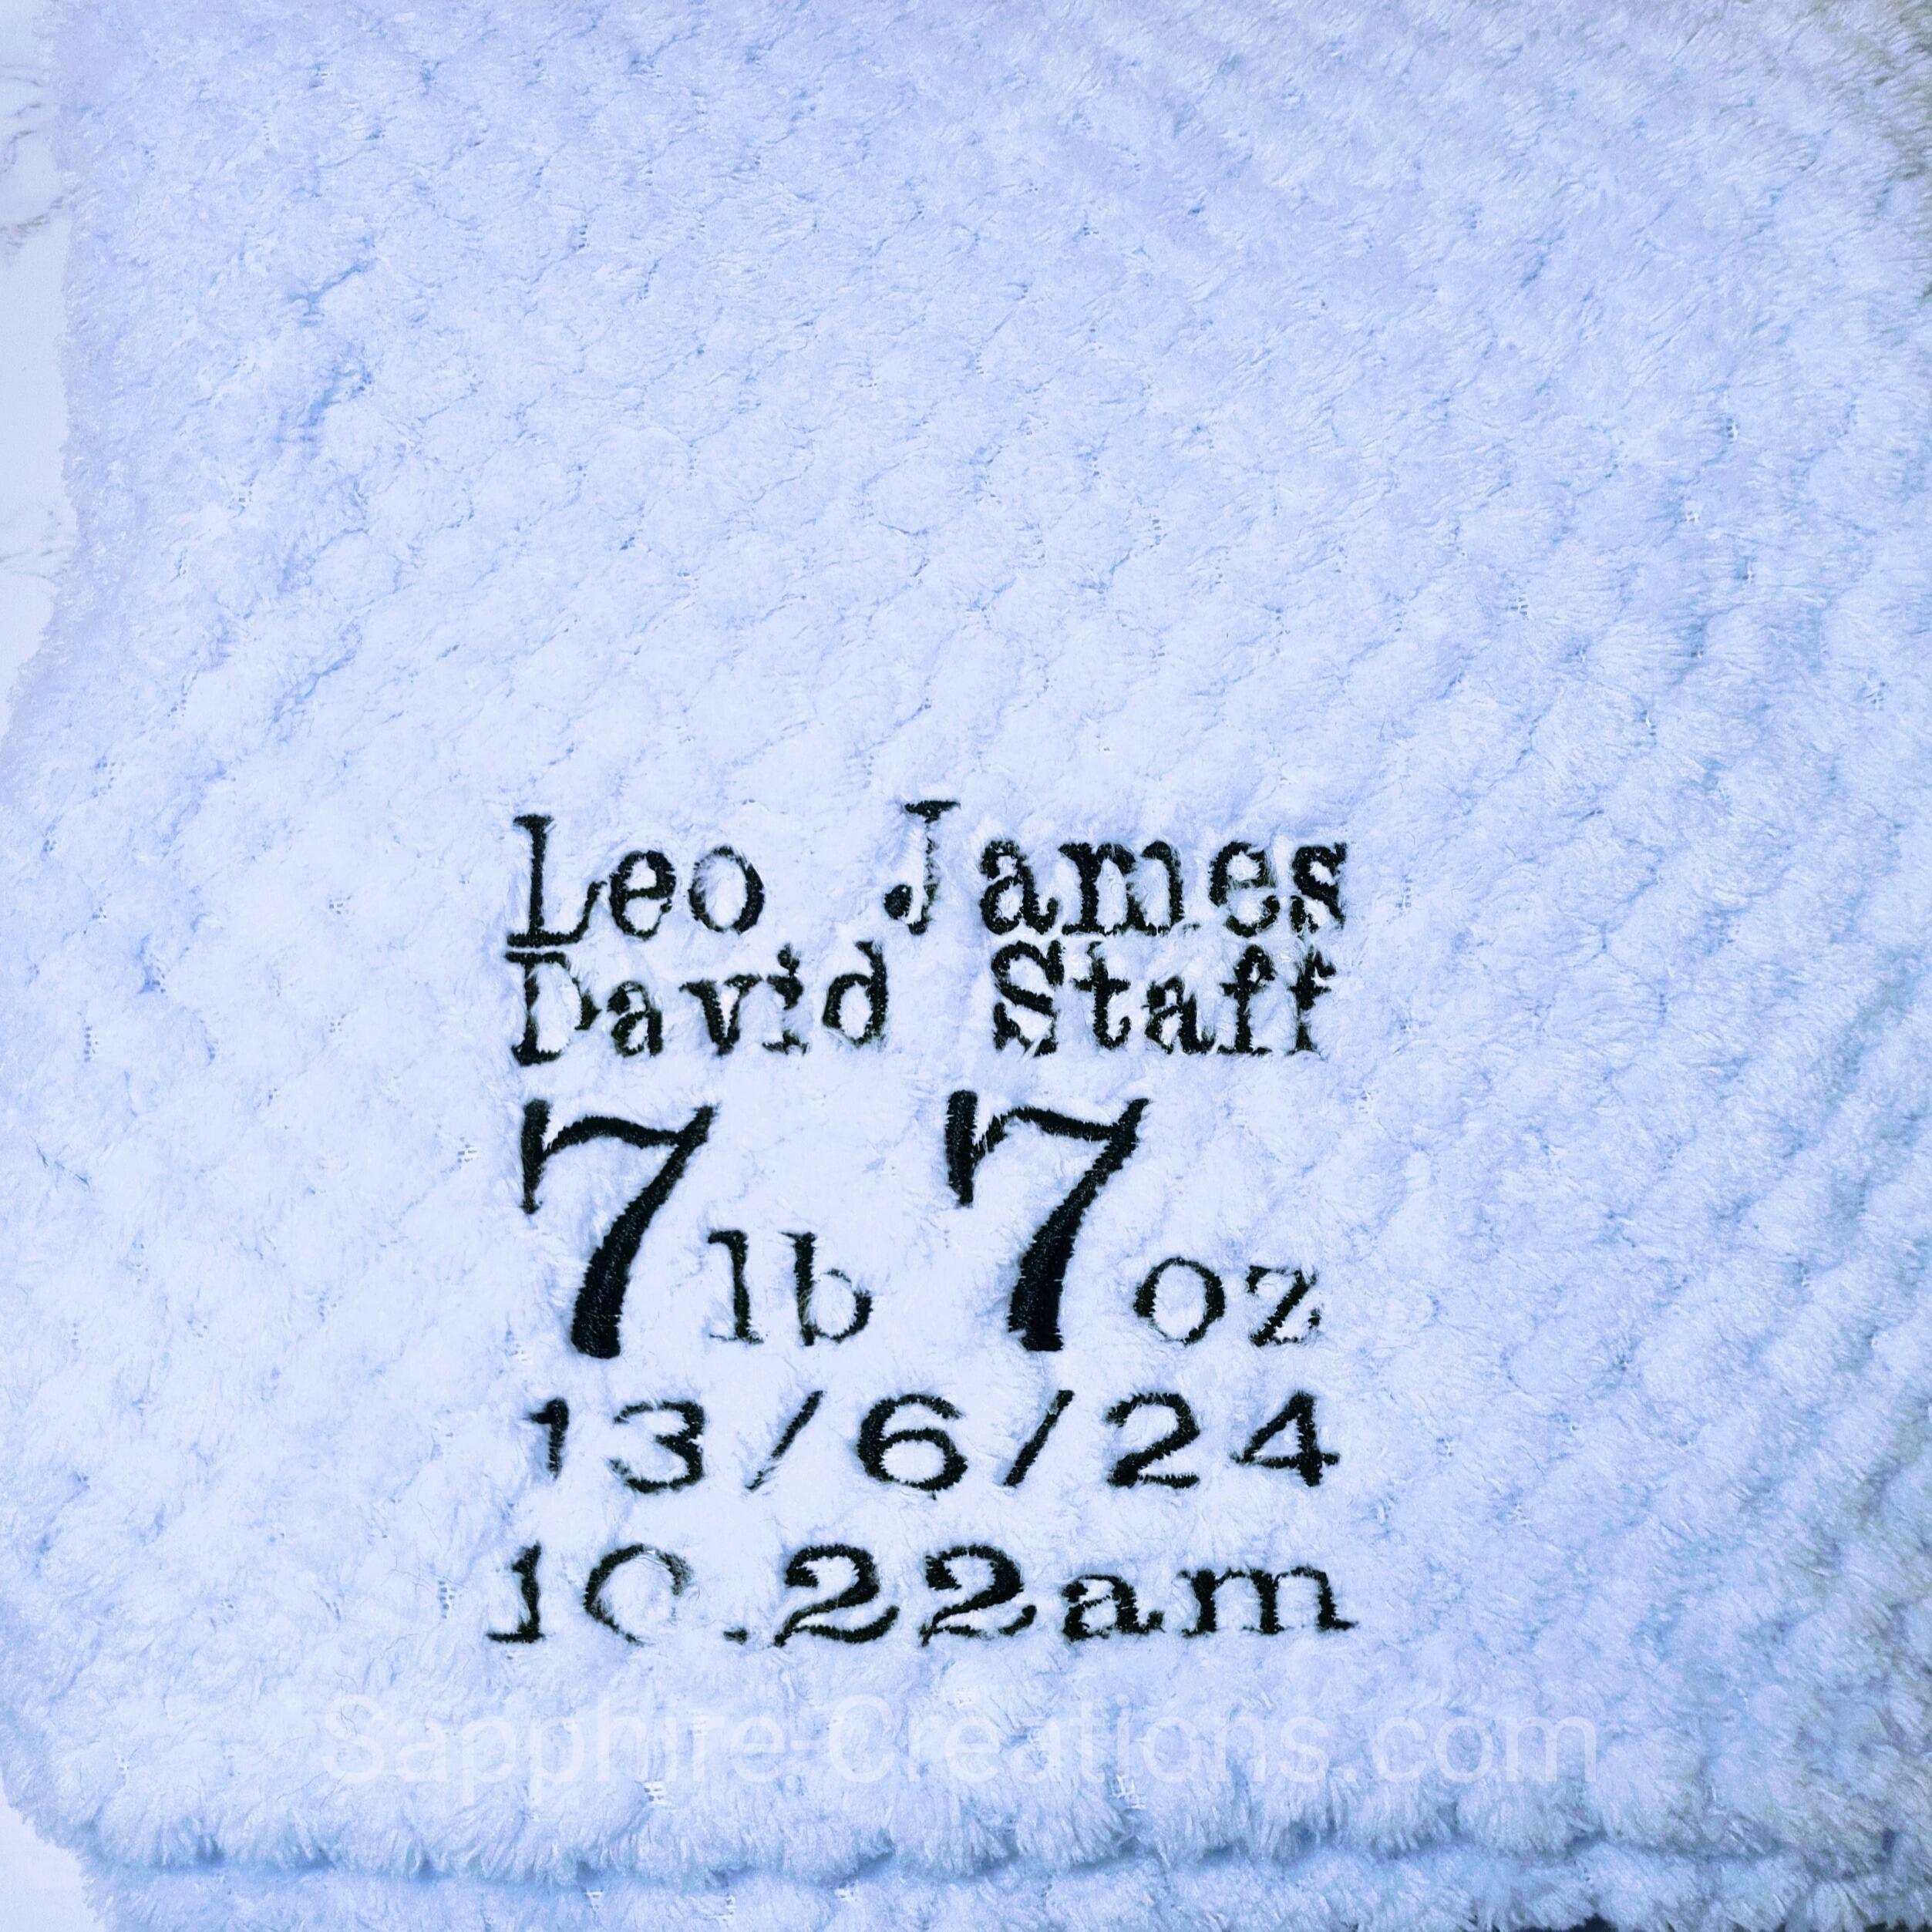 Leo James
David Staff
7lb 7oz
13/6/24
10.22am
Sapphire-Creations.com